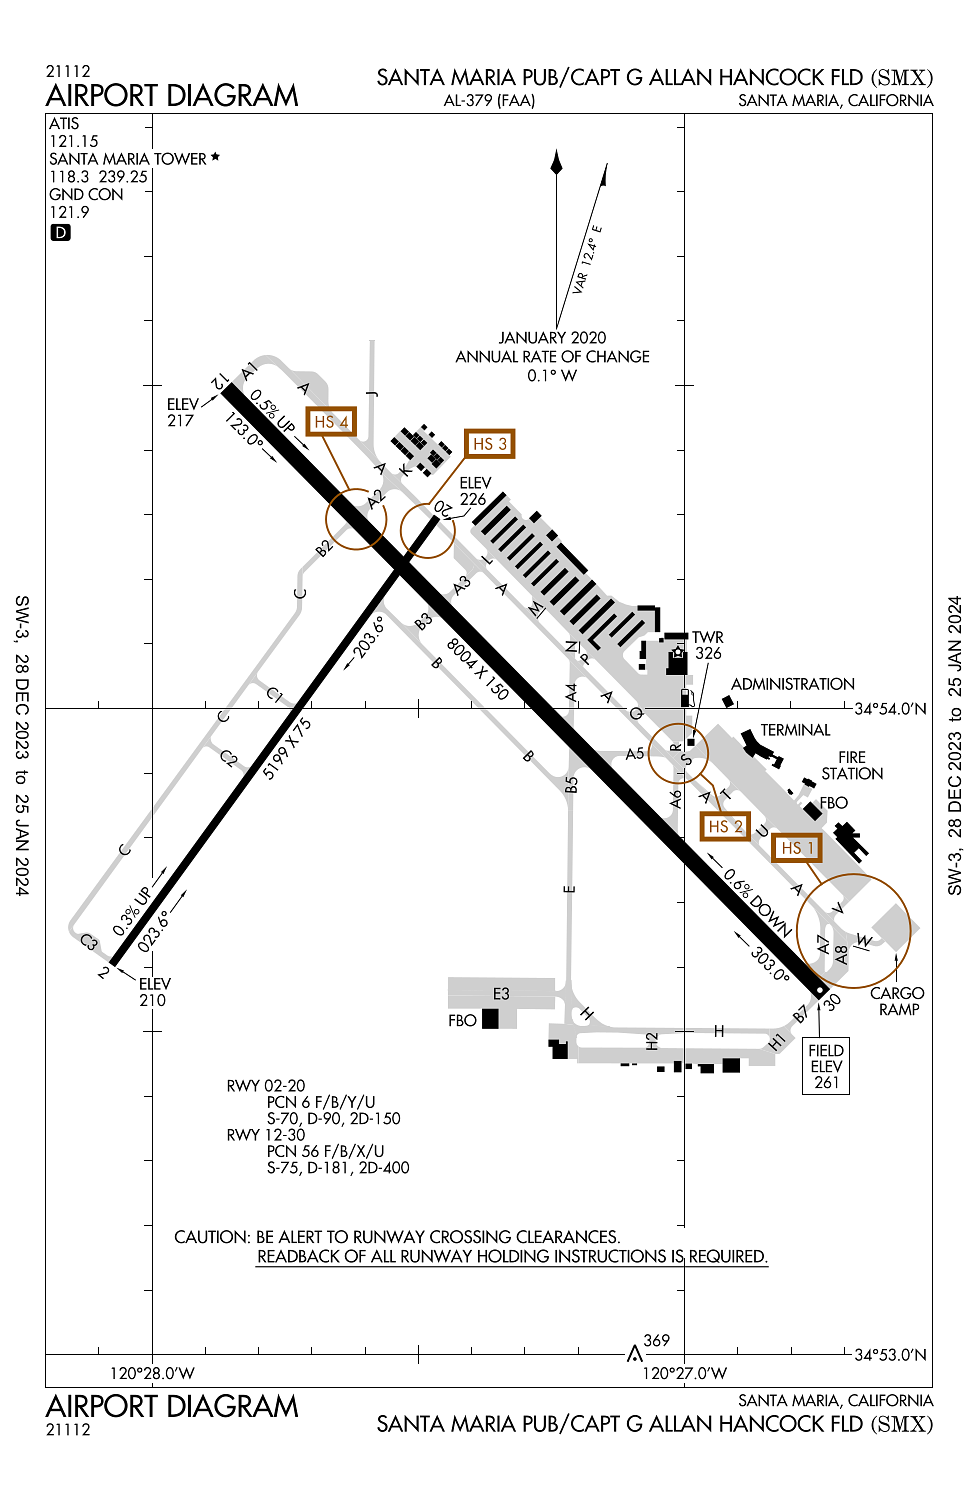 21112
AIRPORT DIAGRAM
SANTA MARIA PUB/CAPT G ALLAN HANCOCK FLD (SMX)
AL-379 (FAA)
SANTA MARIA, CALIFORNIA
ATIS
121.15
SANTA MARIA TOWER ★
118.3 239.25
GND CON
121.9
D
VAR 12.4° E
JANUARY 2020
ANNUAL RATE OF CHANGE
0.1° W
A1
A
J
12
ELEV
217
0.5% UP
123.0°
HS 4
HS 3
A
K
ELEV
226
20
A2
B2
C
L
A
A3
M
B3
203.6°
B
8004 X 150
N
P
A4
A
Q
TWR
326
ADMINISTRATION
34°54.0'N
C1
C
C2
5199 X 75
B
B5
A5
R
S
TERMINAL
FIRE
STATION
FBO
A6
A
T
U
HS 2
HS 1
C
E
0.6% DOWN
303.0°
A
V
W
A7
A8
0.3% UP
023.6°
C3
2
ELEV
210
CARGO
RAMP
30
B7
E3
FBO
H
H2
H
H1
FIELD
ELEV
261
RWY 02-20
PCN 6 F/B/Y/U
S-70, D-90, 2D-150
RWY 12-30
PCN 56 F/B/X/U
S-75, D-181, 2D-400
CAUTION: BE ALERT TO RUNWAY CROSSING CLEARANCES.
READBACK OF ALL RUNWAY HOLDING INSTRUCTIONS IS REQUIRED.
369
34°53.0'N
120°28.0'W
120°27.0'W
SW-3, 28 DEC 2023 to 25 JAN 2024
SW-3, 28 DEC 2023 to 25 JAN 2024
AIRPORT DIAGRAM
21112
SANTA MARIA, CALIFORNIA
SANTA MARIA PUB/CAPT G ALLAN HANCOCK FLD (SMX)